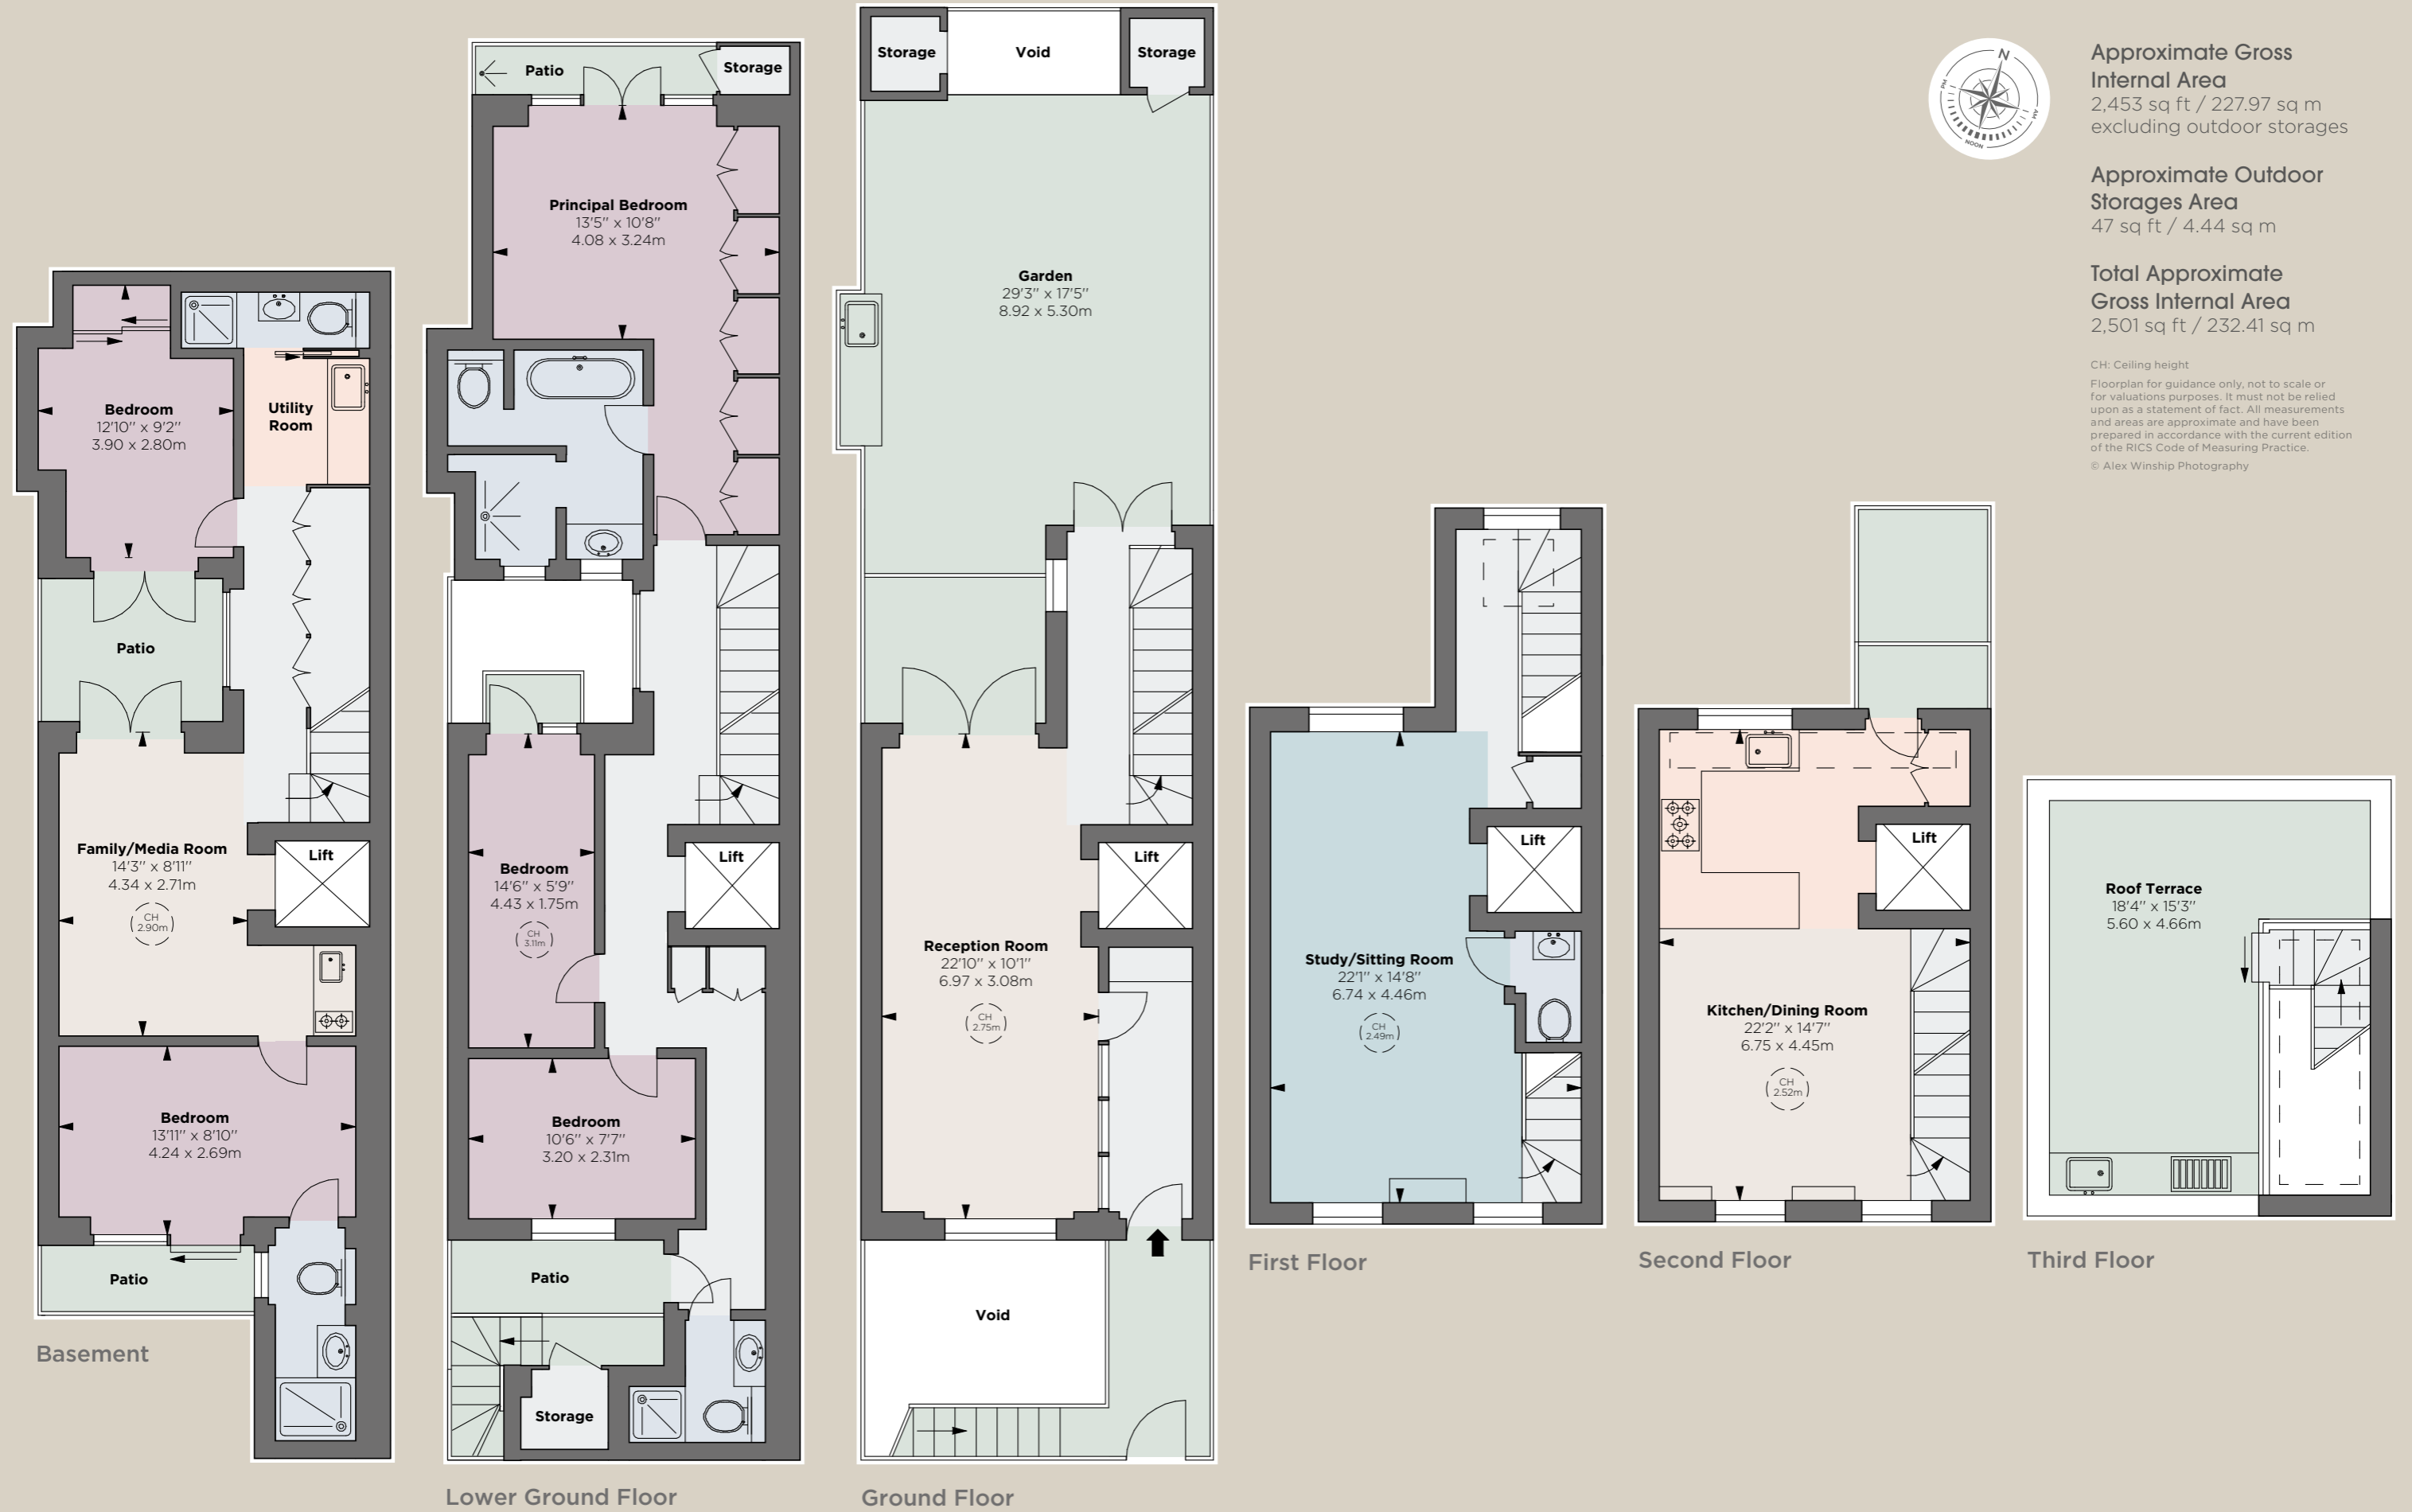 Bedroom
12'10" x 9'2"
3.90 x 2.80m
Utility
Room
Patio
Family/Media Room
14'3" x 8'11"
4.34 x 2.71m
CH
2.90m
Lift
Bedroom
13'11" x 8'10"
4.24 x 2.69m
Patio
Basement
Patio
Storage
Principal Bedroom
13'5" x 10'8"
4.08 x 3.24m
Bedroom
14'6" x 5'9"
4.43 x 1.75m
CH
3.11m
Lift
Bedroom
10'6" x 7'7"
3.20 x 2.31m
Patio
Storage
Lower Ground Floor
Storage
Void
Storage
Garden
29'3" x 17'5"
8.92 x 5.30m
Lift
Reception Room
22'10" x 10'1"
6.97 x 3.08m
CH
2.75m
Void
Ground Floor
Lift
Study/Sitting Room
22'1" x 14'8"
6.74 x 4.46m
CH
2.49m
First Floor
Lift
Kitchen/Dining Room
22'2" x 14'7"
6.75 x 4.45m
CH
2.52m
Second Floor
Roof Terrace
18'4" x 15'3"
5.60 x 4.66m
Third Floor
N
PM
AM
NOON
Approximate Gross
Internal Area
2,453 sq ft / 227.97 sq m
excluding outdoor storages
Approximate Outdoor
Storages Area
47 sq ft / 4.44 sq m
Total Approximate
Gross Internal Area
2,501 sq ft / 232.41 sq m
CH: Ceiling height
Floorplan for guidance only, not to scale or
for valuations purposes. It must not be relied
upon as a statement of fact. All measurements
and areas are approximate and have been
prepared in accordance with the current edition
of the RICS Code of Measuring Practice.
© Alex Winship Photography